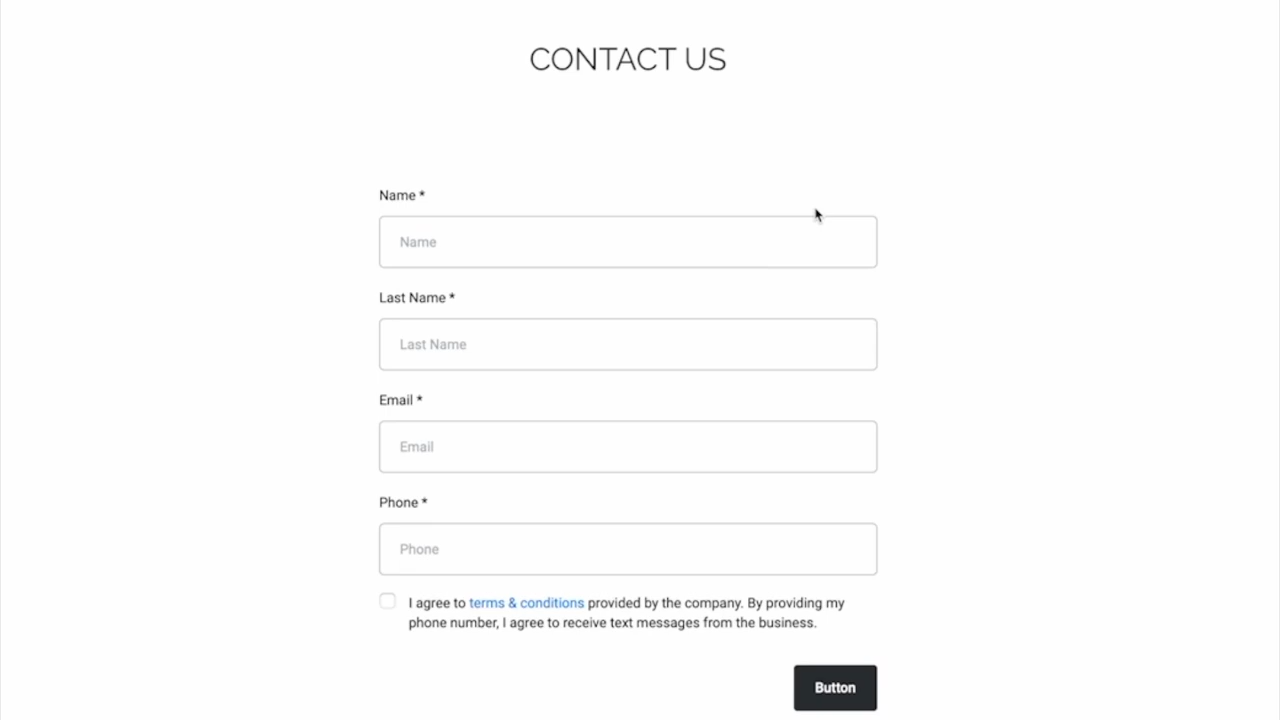 CONTACT US
Name *
Name
Last Name *
Last Name
Email *
Email
Phone *
Phone
I agree to terms & conditions provided by the company. By providing my
phone number, I agree to receive text messages from the business.
Button